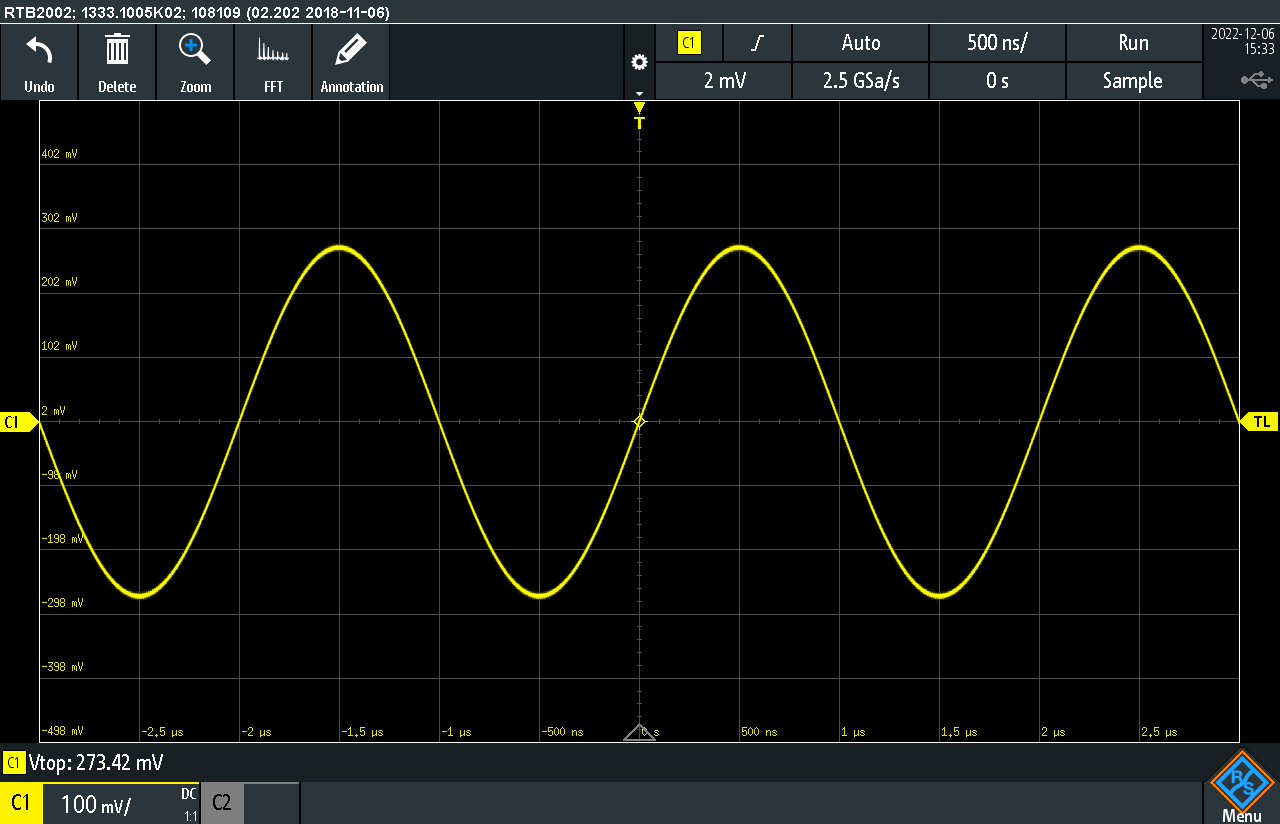 RTB2002; 1333.1005K02; 108109 (02.202 2018-11-06)
Undo
Delete
Zoom
FFT
Annotation
C1
Auto
500 ns/
Run
2022-12-06
15:33
2 mV
2.5 GSa/s
0 s
Sample
T
402 mV
302 mV
202 mV
102 mV
2 mV
C1
TL
-98 mV
-198 mV
-298 mV
-398 mV
-498 mV
-2.5 µs
-2 µs
-1.5 µs
-1 µs
-500 ns
0 s
500 ns
1 µs
1.5 µs
2 µs
2.5 µs
C1 Vtop: 273.42 mV
C1
100 mV/
DC
1:1
C2
R S
Menu